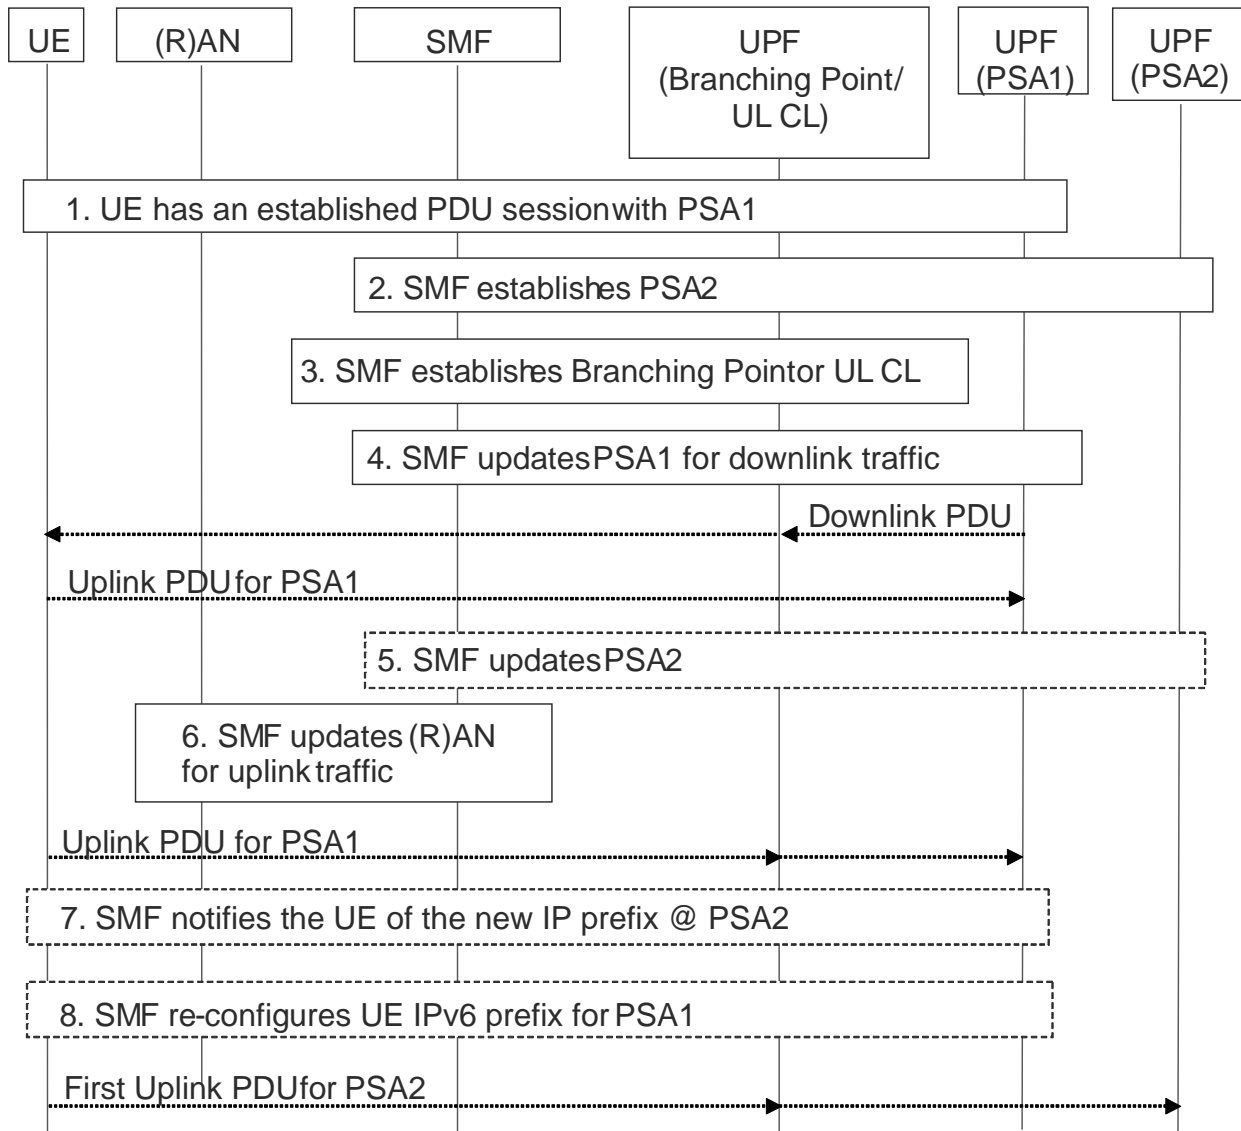 UE
(R)AN
SMF
UPF
(Branching Point/
UL CL)
UPF
(PSA1)
UPF
(PSA2)
1. UE has an established PDU session with PSA1
2. SMF establishes PSA2
3. SMF establishes Branching Point or UL CL
4. SMF updates PSA1 for downlink traffic
Downlink PDU
Uplink PDU for PSA1
5. SMF updates PSA2
6. SMF updates (R)AN
for uplink traffic
Uplink PDU for PSA1
7. SMF notifies the UE of the new IP prefix @ PSA2
8. SMF re-configures UE IPv6 prefix for PSA1
First Uplink PDU for PSA2